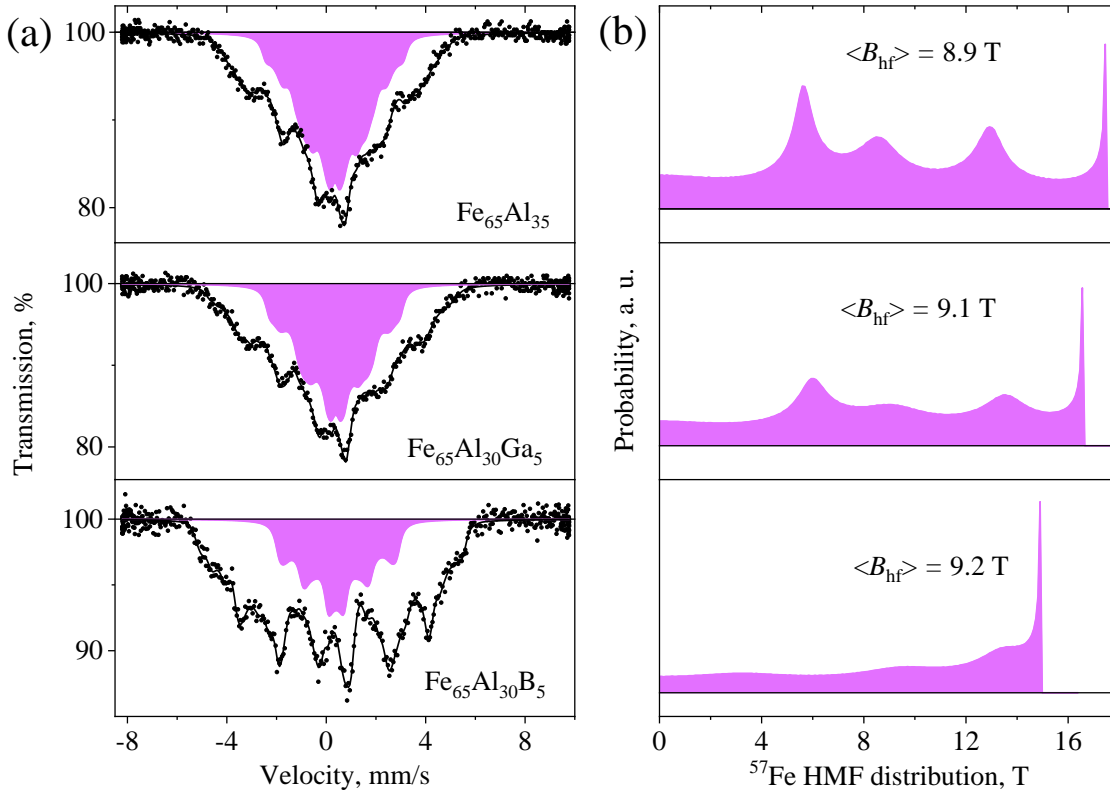 (a)
100
80
Fe65Al35
100
80
Fe65Al30Ga5
100
90
Fe65Al30B5
-8 -4 0 4 8
Velocity, mm/s
Transmission, %
(b)
<Bhf> = 8.9 T
<Bhf> = 9.1 T
<Bhf> = 9.2 T
0 4 8 12 16
57Fe HMF distribution, T
Probability, a. u.